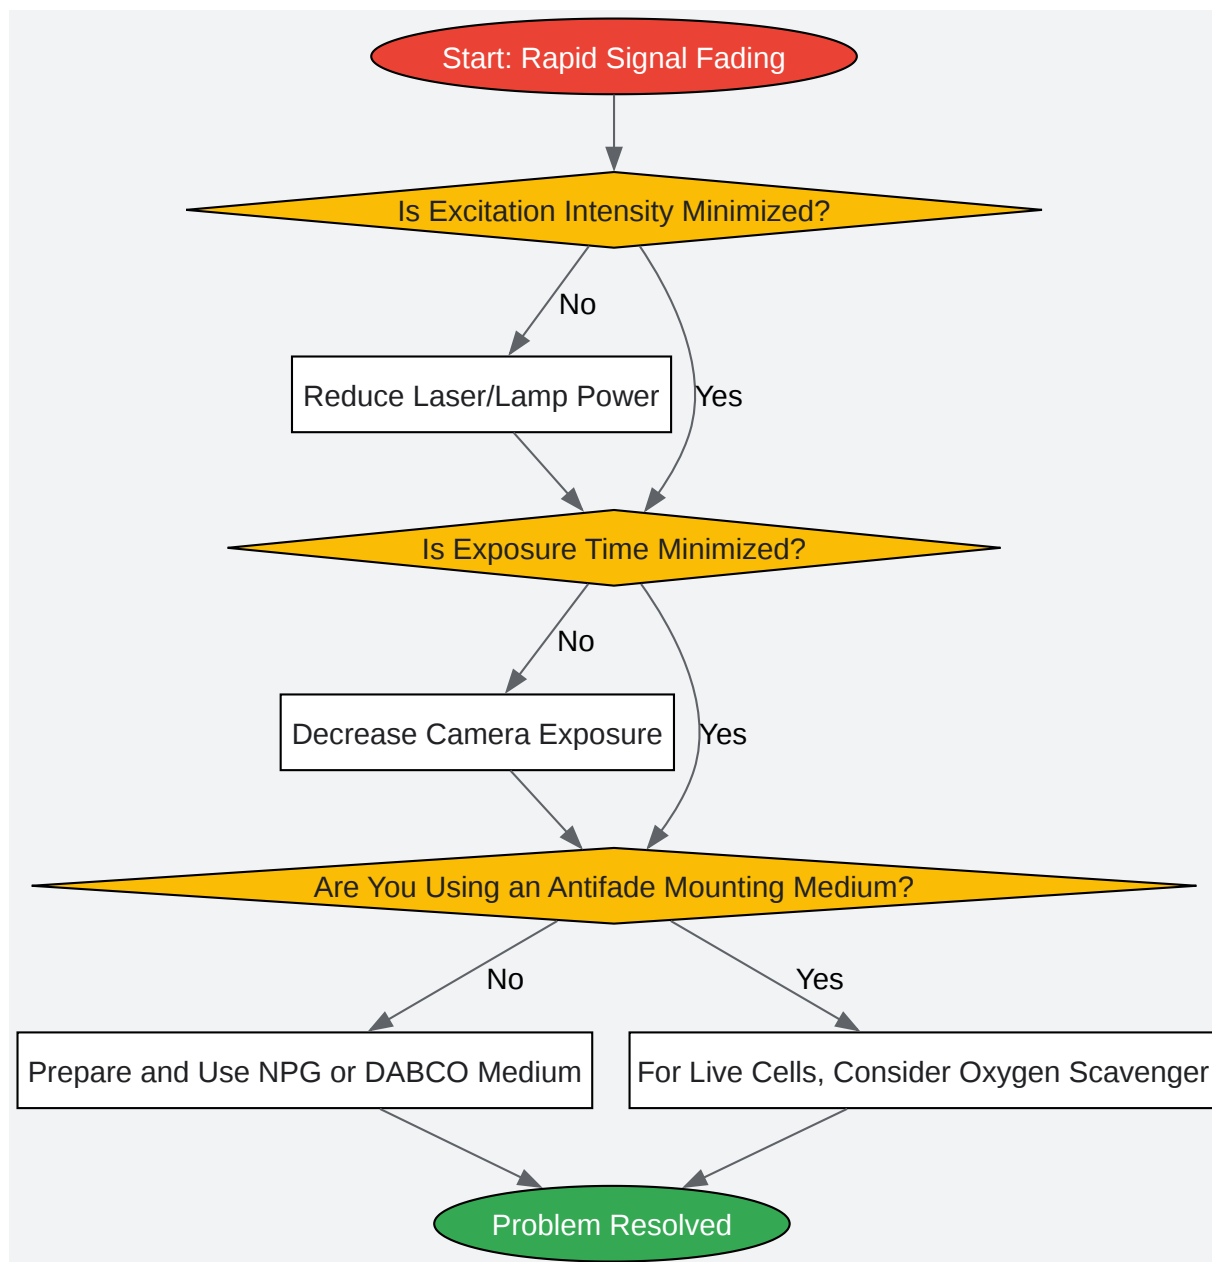 Start: Rapid Signal Fading
Is Excitation Intensity Minimized?
No
Reduce Laser/Lamp Power
Yes
Is Exposure Time Minimized?
No
Decrease Camera Exposure
Yes
Are You Using an Antifade Mounting Medium?
No
Yes
Prepare and Use NPG or DABCO Medium
For Live Cells, Consider Oxygen Scavenger
Problem Resolved